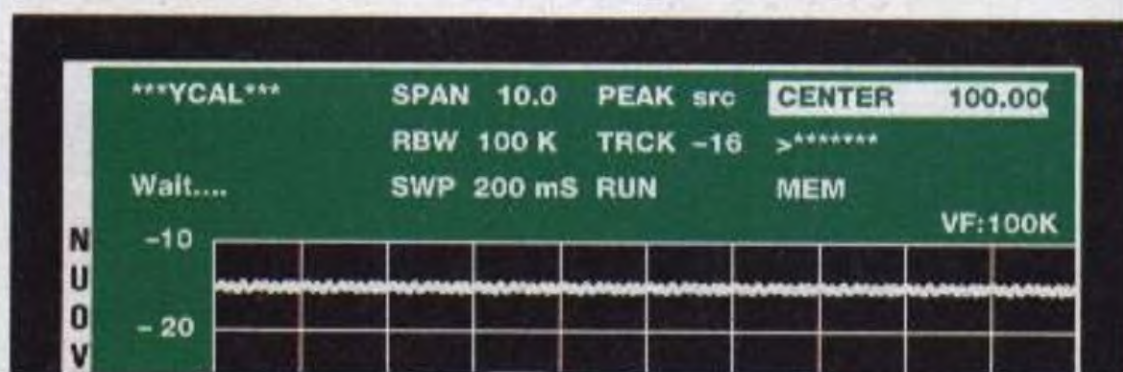 ***YCAL*** SPAN 10.0 PEAK src CENTER 100.00
RBW 100 K TRCK -16 >*******
Wait.... SWP 200 mS RUN MEM
VF:100K
-10
-20
NUOV